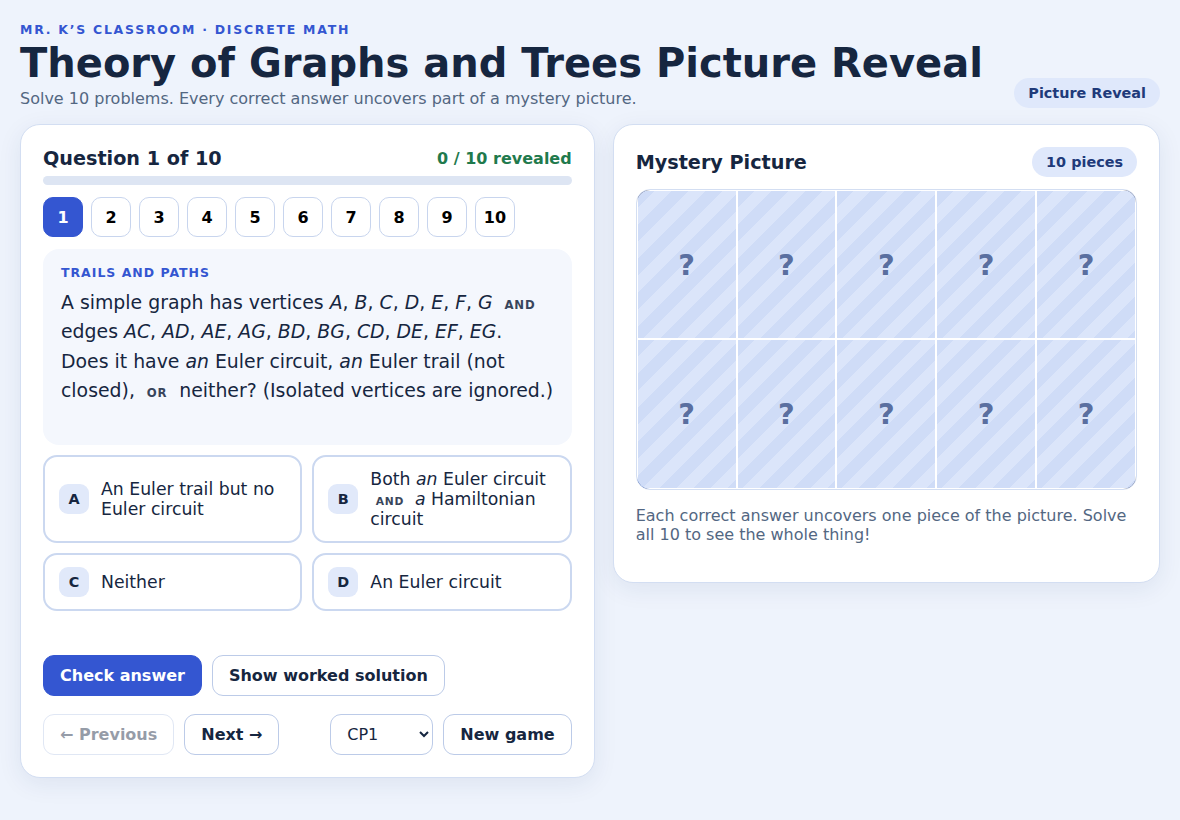 MR. K’S CLASSROOM · DISCRETE MATH
Theory of Graphs and Trees Picture Reveal
Solve 10 problems. Every correct answer uncovers part of a mystery picture.
Picture Reveal
Question 1 of 10
0 / 10 revealed
1 2 3 4 5 6 7 8 9 10
TRAILS AND PATHS
A simple graph has vertices A, B, C, D, E, F, G AND
edges AC, AD, AE, AG, BD, BG, CD, DE, EF, EG.
Does it have an Euler circuit, an Euler trail (not
closed), OR neither? (Isolated vertices are ignored.)
A An Euler trail but no
Euler circuit
B Both an Euler circuit
AND a Hamiltonian
circuit
C Neither
D An Euler circuit
Check answer
Show worked solution
← Previous
Next →
CP1
New game
Mystery Picture
10 pieces
? ? ? ? ?
? ? ? ? ?
Each correct answer uncovers one piece of the picture. Solve
all 10 to see the whole thing!